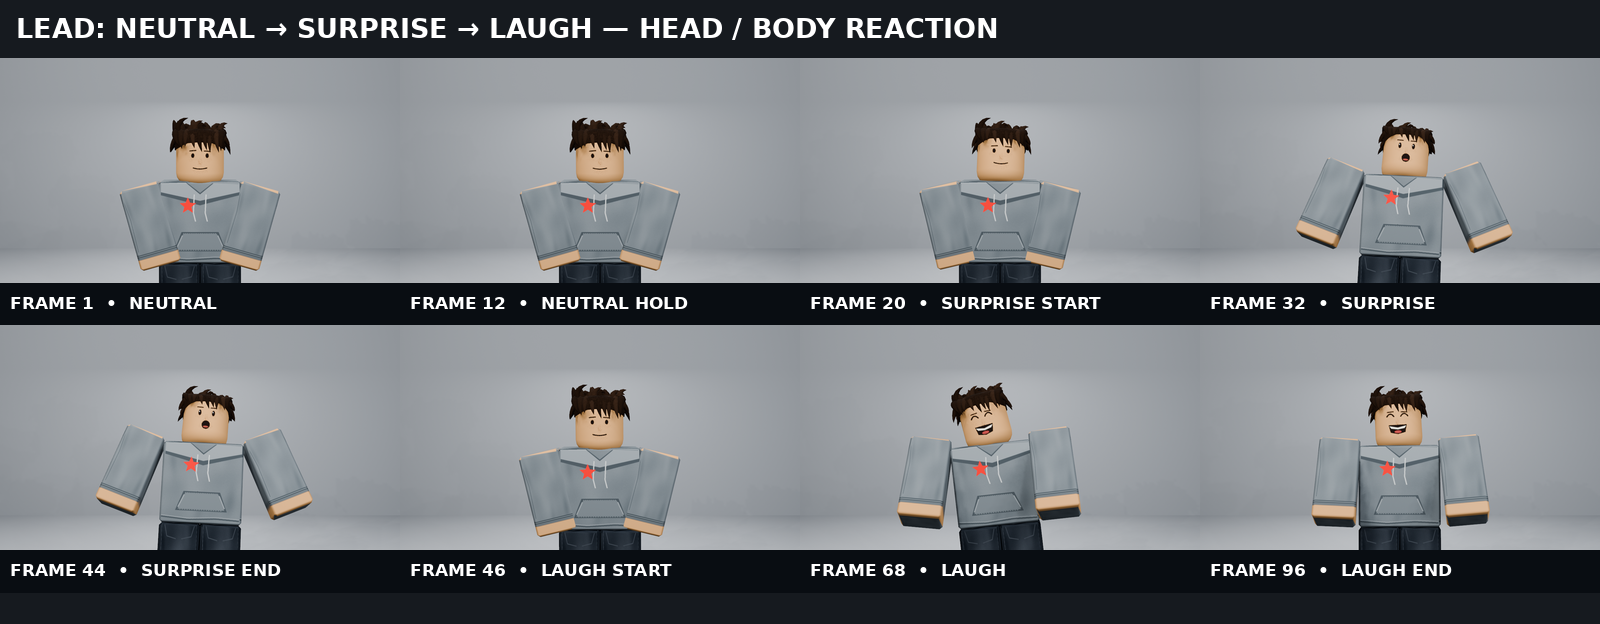 LEAD: NEUTRAL → SURPRISE → LAUGH — HEAD / BODY REACTION
FRAME 1 • NEUTRAL
FRAME 12 • NEUTRAL HOLD
FRAME 20 • SURPRISE START
FRAME 32 • SURPRISE
FRAME 44 • SURPRISE END
FRAME 46 • LAUGH START
FRAME 68 • LAUGH
FRAME 96 • LAUGH END